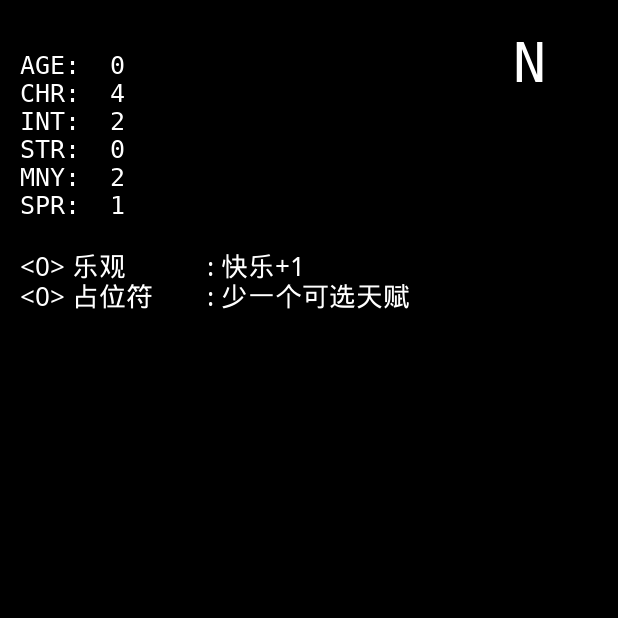 N
AGE: 0
CHR: 4
INT: 2
STR: 0
MNY: 2
SPR: 1
<O> 乐观 : 快乐+1
<O> 占位符 : 少一个可选天赋